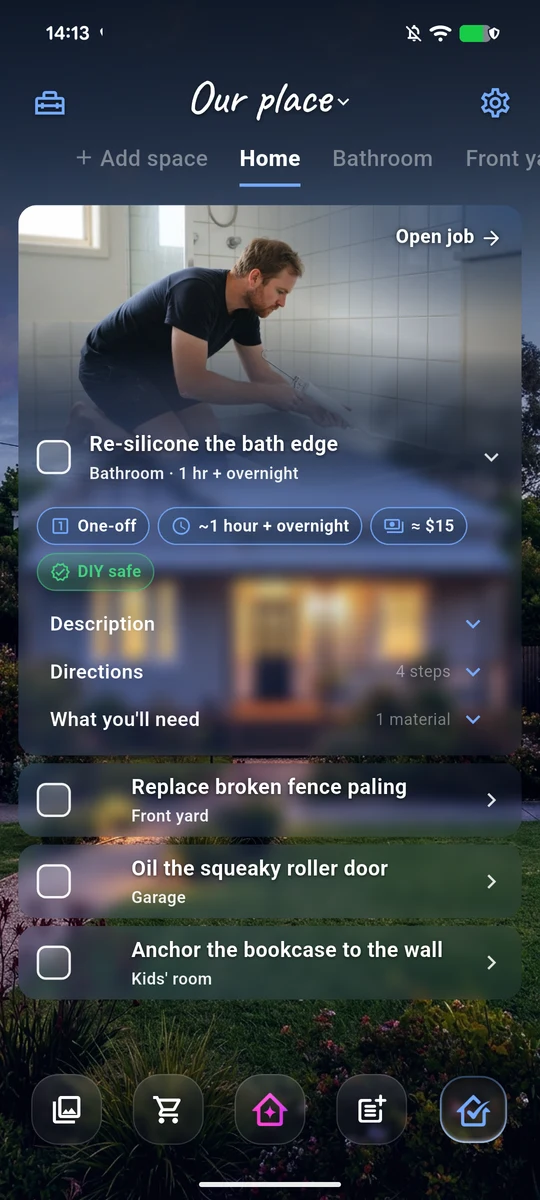 14:13
Our place
+ Add space
Home
Bathroom
Front ya
Open job →
Re-silicone the bath edge
Bathroom · 1 hr + overnight
One-off
~1 hour + overnight
≈ $15
DIY safe
Description
Directions
4 steps
What you'll need
1 material
Replace broken fence paling
Front yard
Oil the squeaky roller door
Garage
Anchor the bookcase to the wall
Kids' room